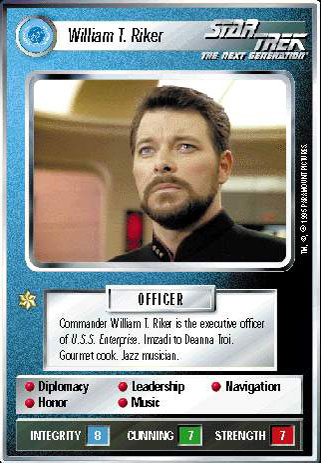 William T. Riker
STAR TREK
THE NEXT GENERATION
TM, ®, © 1995 PARAMOUNT PICTURES.
OFFICER
Commander William T. Riker is the executive officer
of U.S.S. Enterprise. Imzadi to Deanna Troi.
Gourmet cook. Jazz musician.
Diplomacy Leadership Navigation
Honor Music
INTEGRITY 8 CUNNING 7 STRENGTH 7